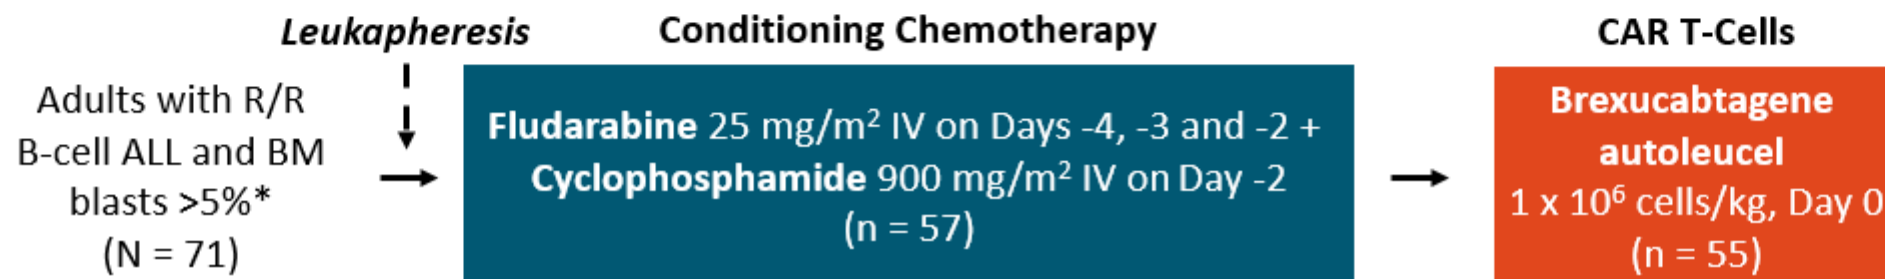 Leukapheresis
Conditioning Chemotherapy
CAR T-Cells
Adults with R/R
B-cell ALL and BM
blasts >5%*
(N = 71)
Fludarabine 25 mg/m² IV on Days -4, -3 and -2 +
Cyclophosphamide 900 mg/m² IV on Day -2
(n = 57)
Brexucabtagene
autoleucel
1 x 10⁶ cells/kg, Day 0
(n = 55)